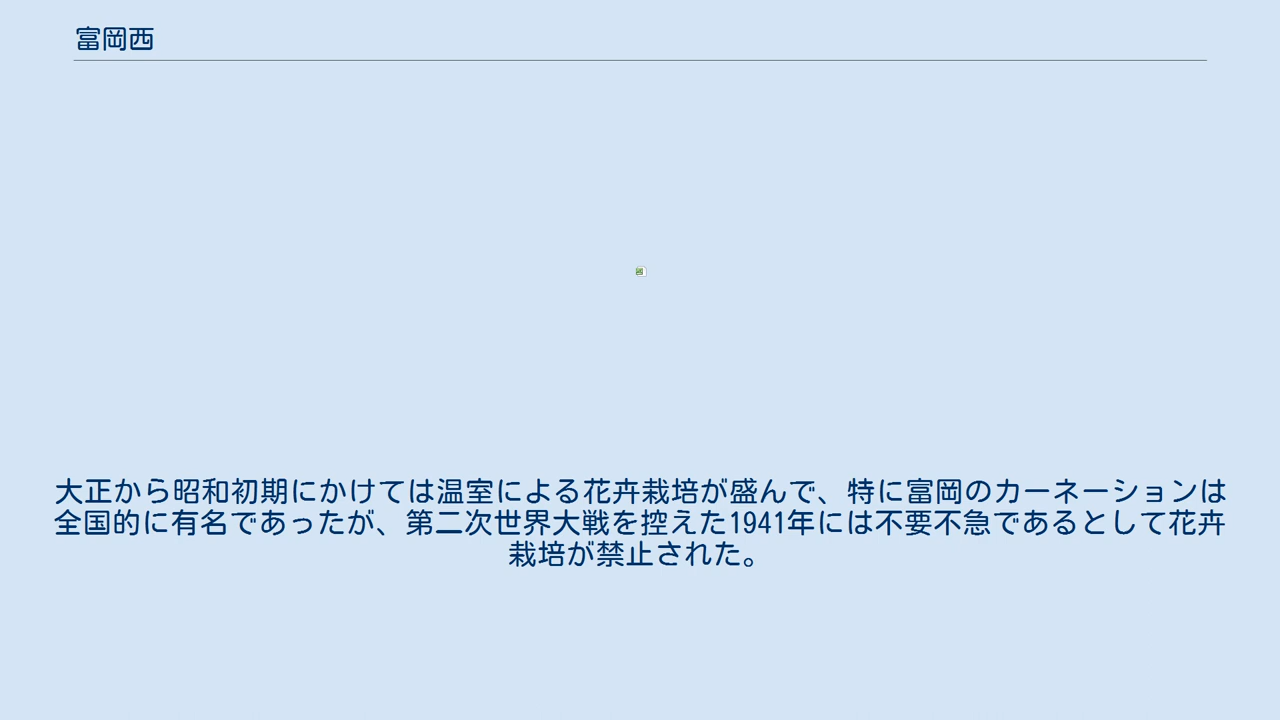 富岡西
大正から昭和初期にかけては温室による花卉栽培が盛んで、特に富岡のカーネーションは
全国的に有名であったが、第二次世界大戦を控えた1941年には不要不急であるとして花卉
栽培が禁止された。